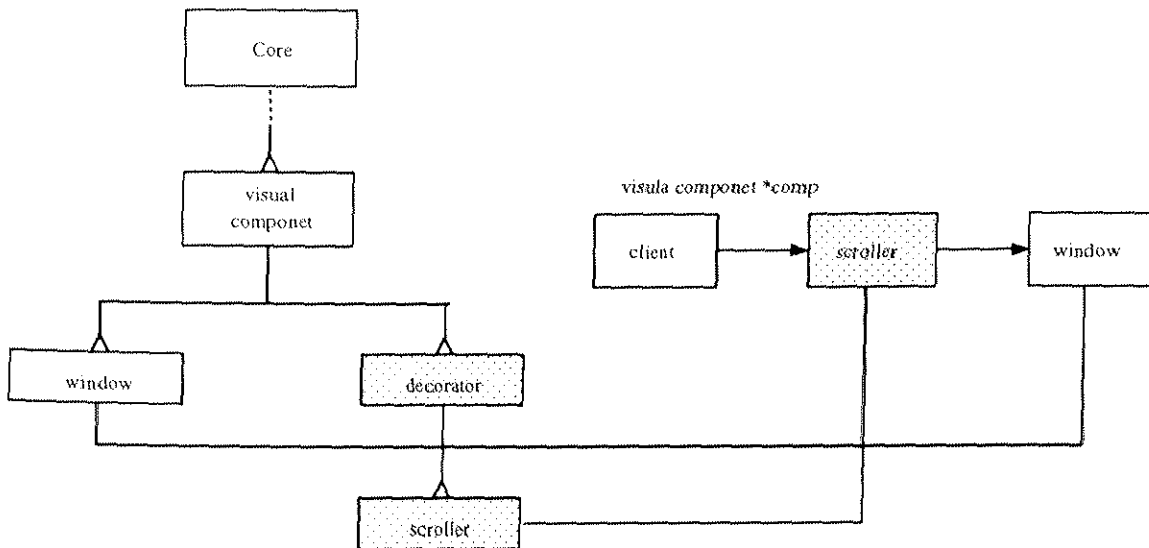 Core
visual
componet
visula componet *comp
client
scroller
window
window
decorator
scroller